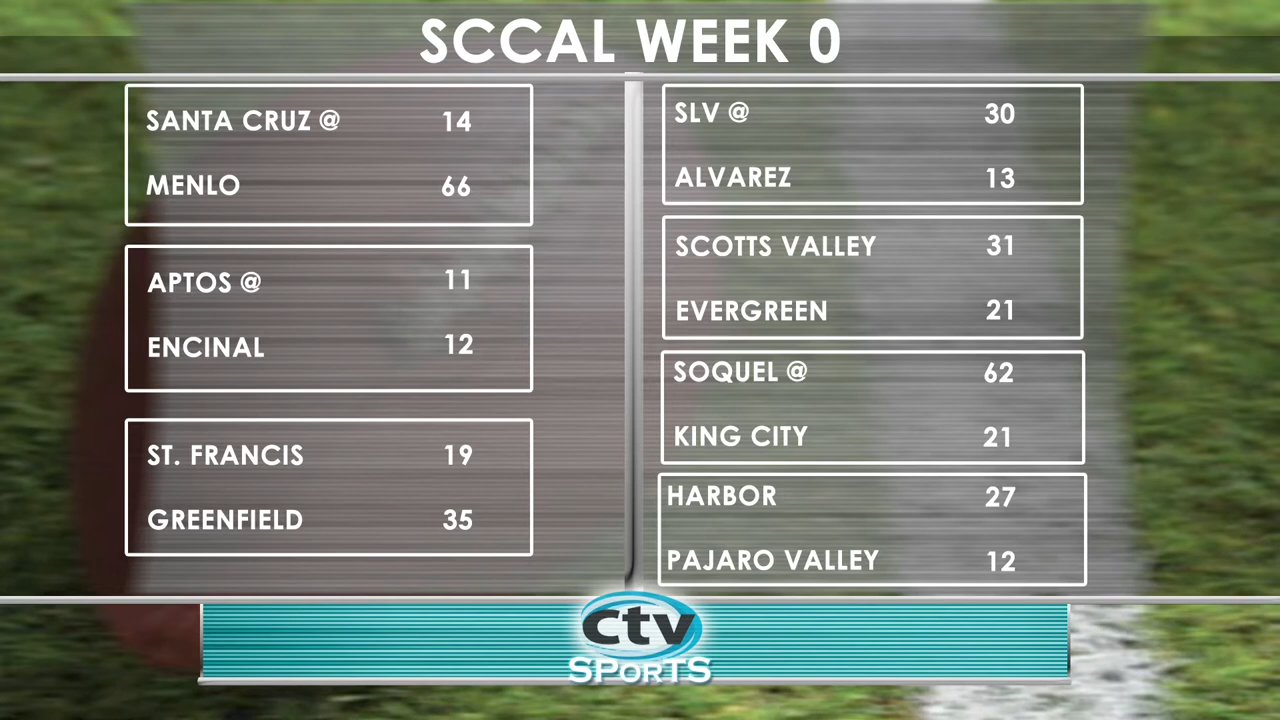 SCCAL WEEK 0
SANTA CRUZ @ 14
MENLO 66
APTOS @ 11
ENCINAL 12
ST. FRANCIS 19
GREENFIELD 35
SLV @ 30
ALVAREZ 13
SCOTTS VALLEY 31
EVERGREEN 21
SOQUEL @ 62
KING CITY 21
HARBOR 27
PAJARO VALLEY 12
ctv
SPORTS